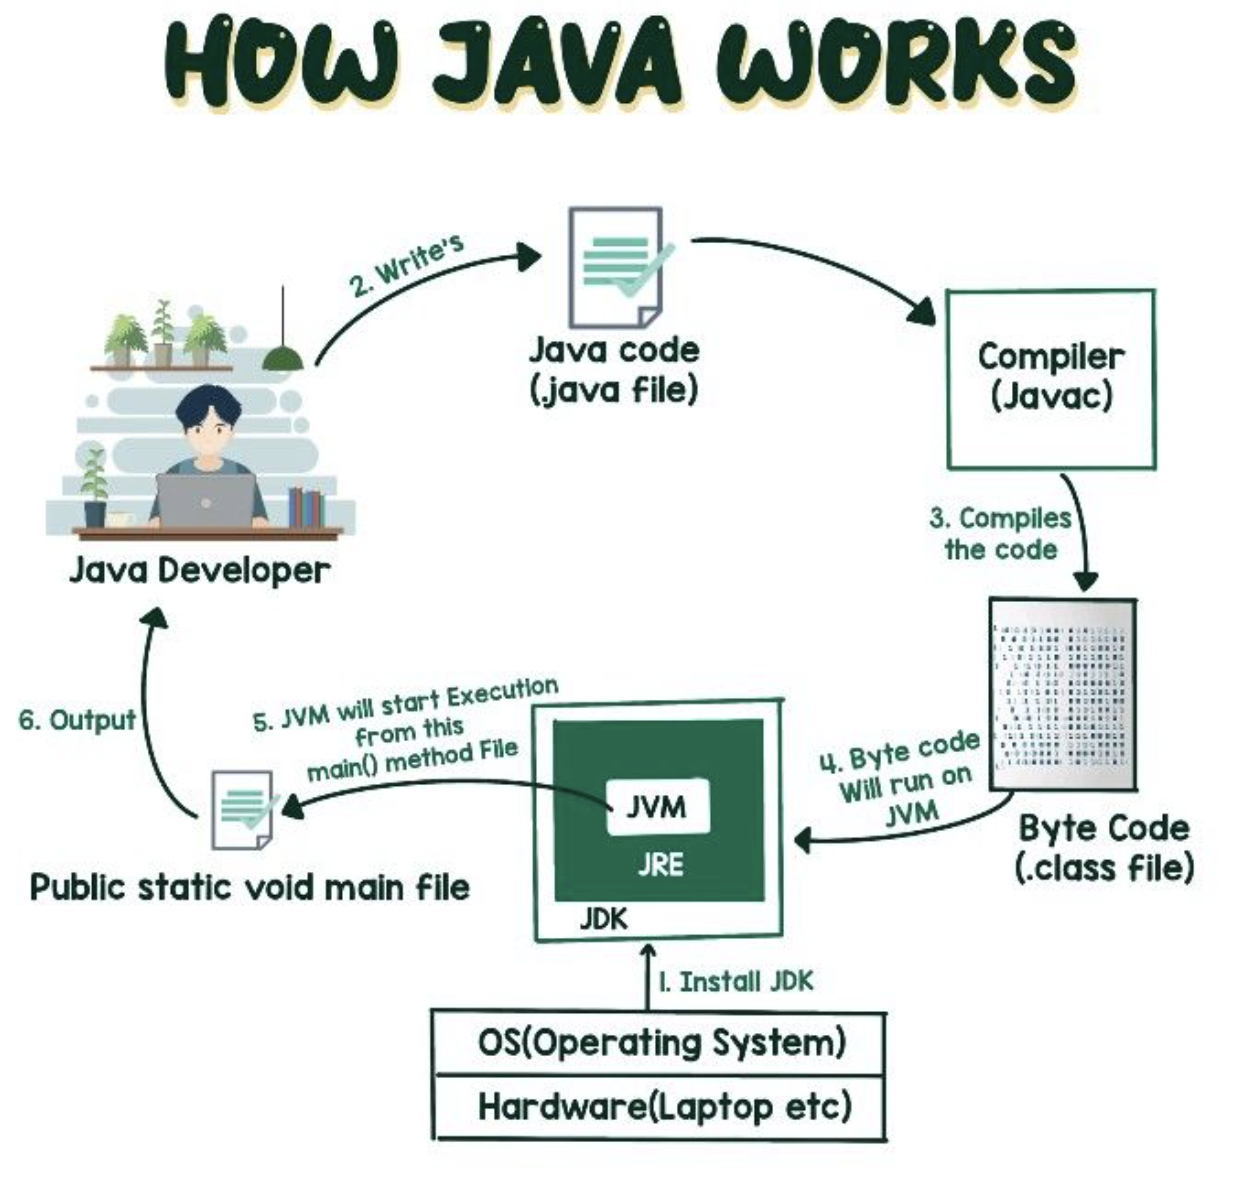 HOW JAVA WORKS
2. Write's
Java code
(.java file)
Compiler
(Javac)
3. Compiles
the code
Java Developer
Byte Code
(.class file)
4. Byte code
Will run on
JVM
JVM
JRE
JDK
1. Install JDK
OS(Operating System)
Hardware(Laptop etc)
5. JVM will start Execution
from this
main() method File
Public static void main file
6. Output